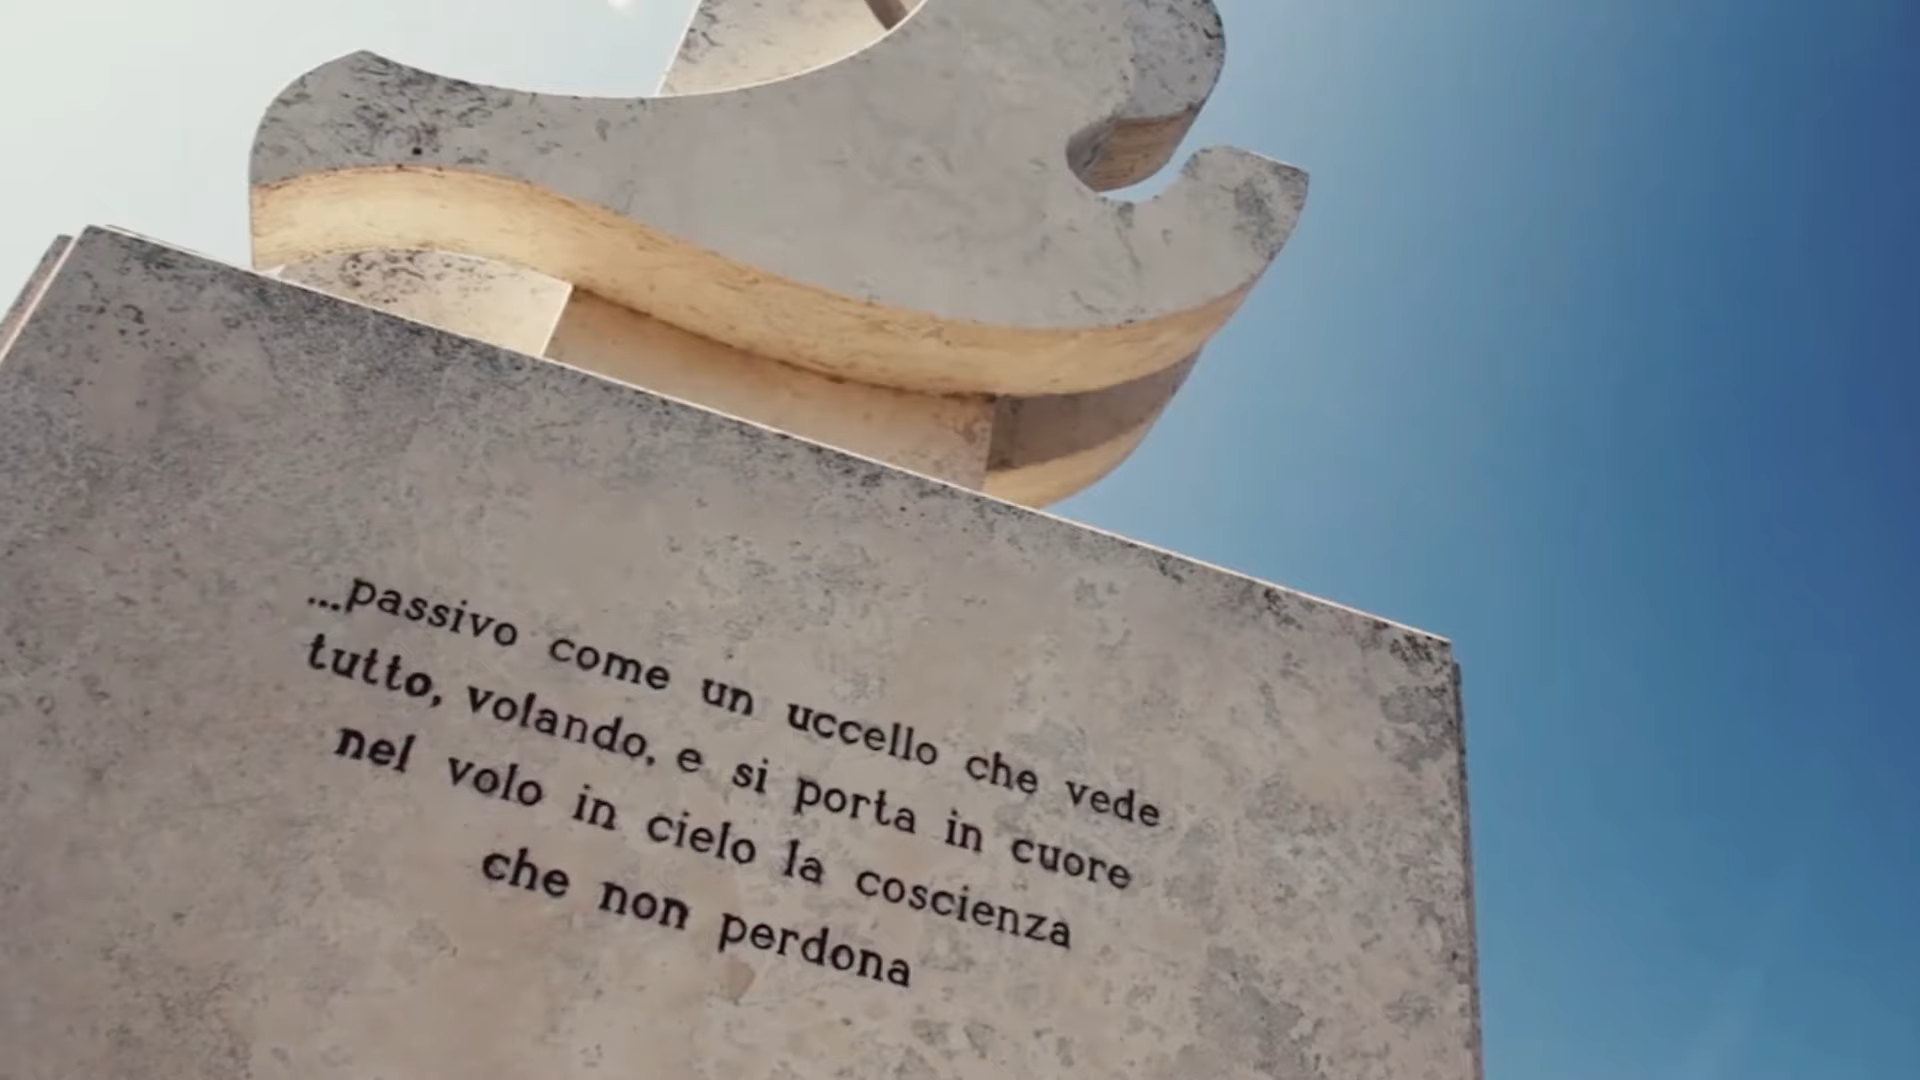 ...passivo come un uccello che vede
tutto, volando, e si porta in cuore
nel volo in cielo la coscienza
che non perdona